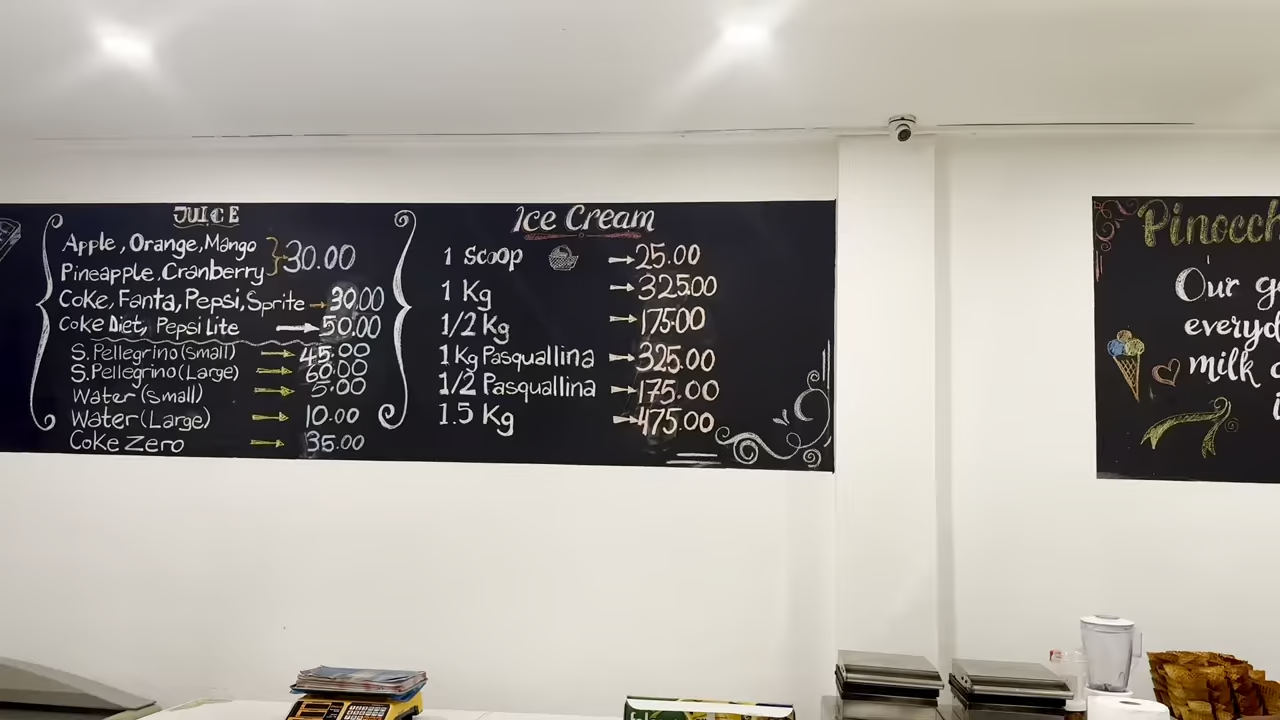 JUICE
Apple, Orange, Mango
Pineapple, Cranberry
30.00
Coke, Fanta, Pepsi, Sprite 30.00
Coke Diet, Pepsi Lite 50.00
S. Pellegrino (Small) 45.00
S. Pellegrino (Large) 60.00
Water (Small) 5.00
Water (Large) 10.00
Coke Zero 35.00
Ice Cream
1 Scoop 25.00
1 Kg 325.00
1/2 Kg 175.00
1 Kg Pasquallina 325.00
1/2 Pasquallina 175.00
1.5 Kg 475.00
Pinocch
Our g
everyd
milk